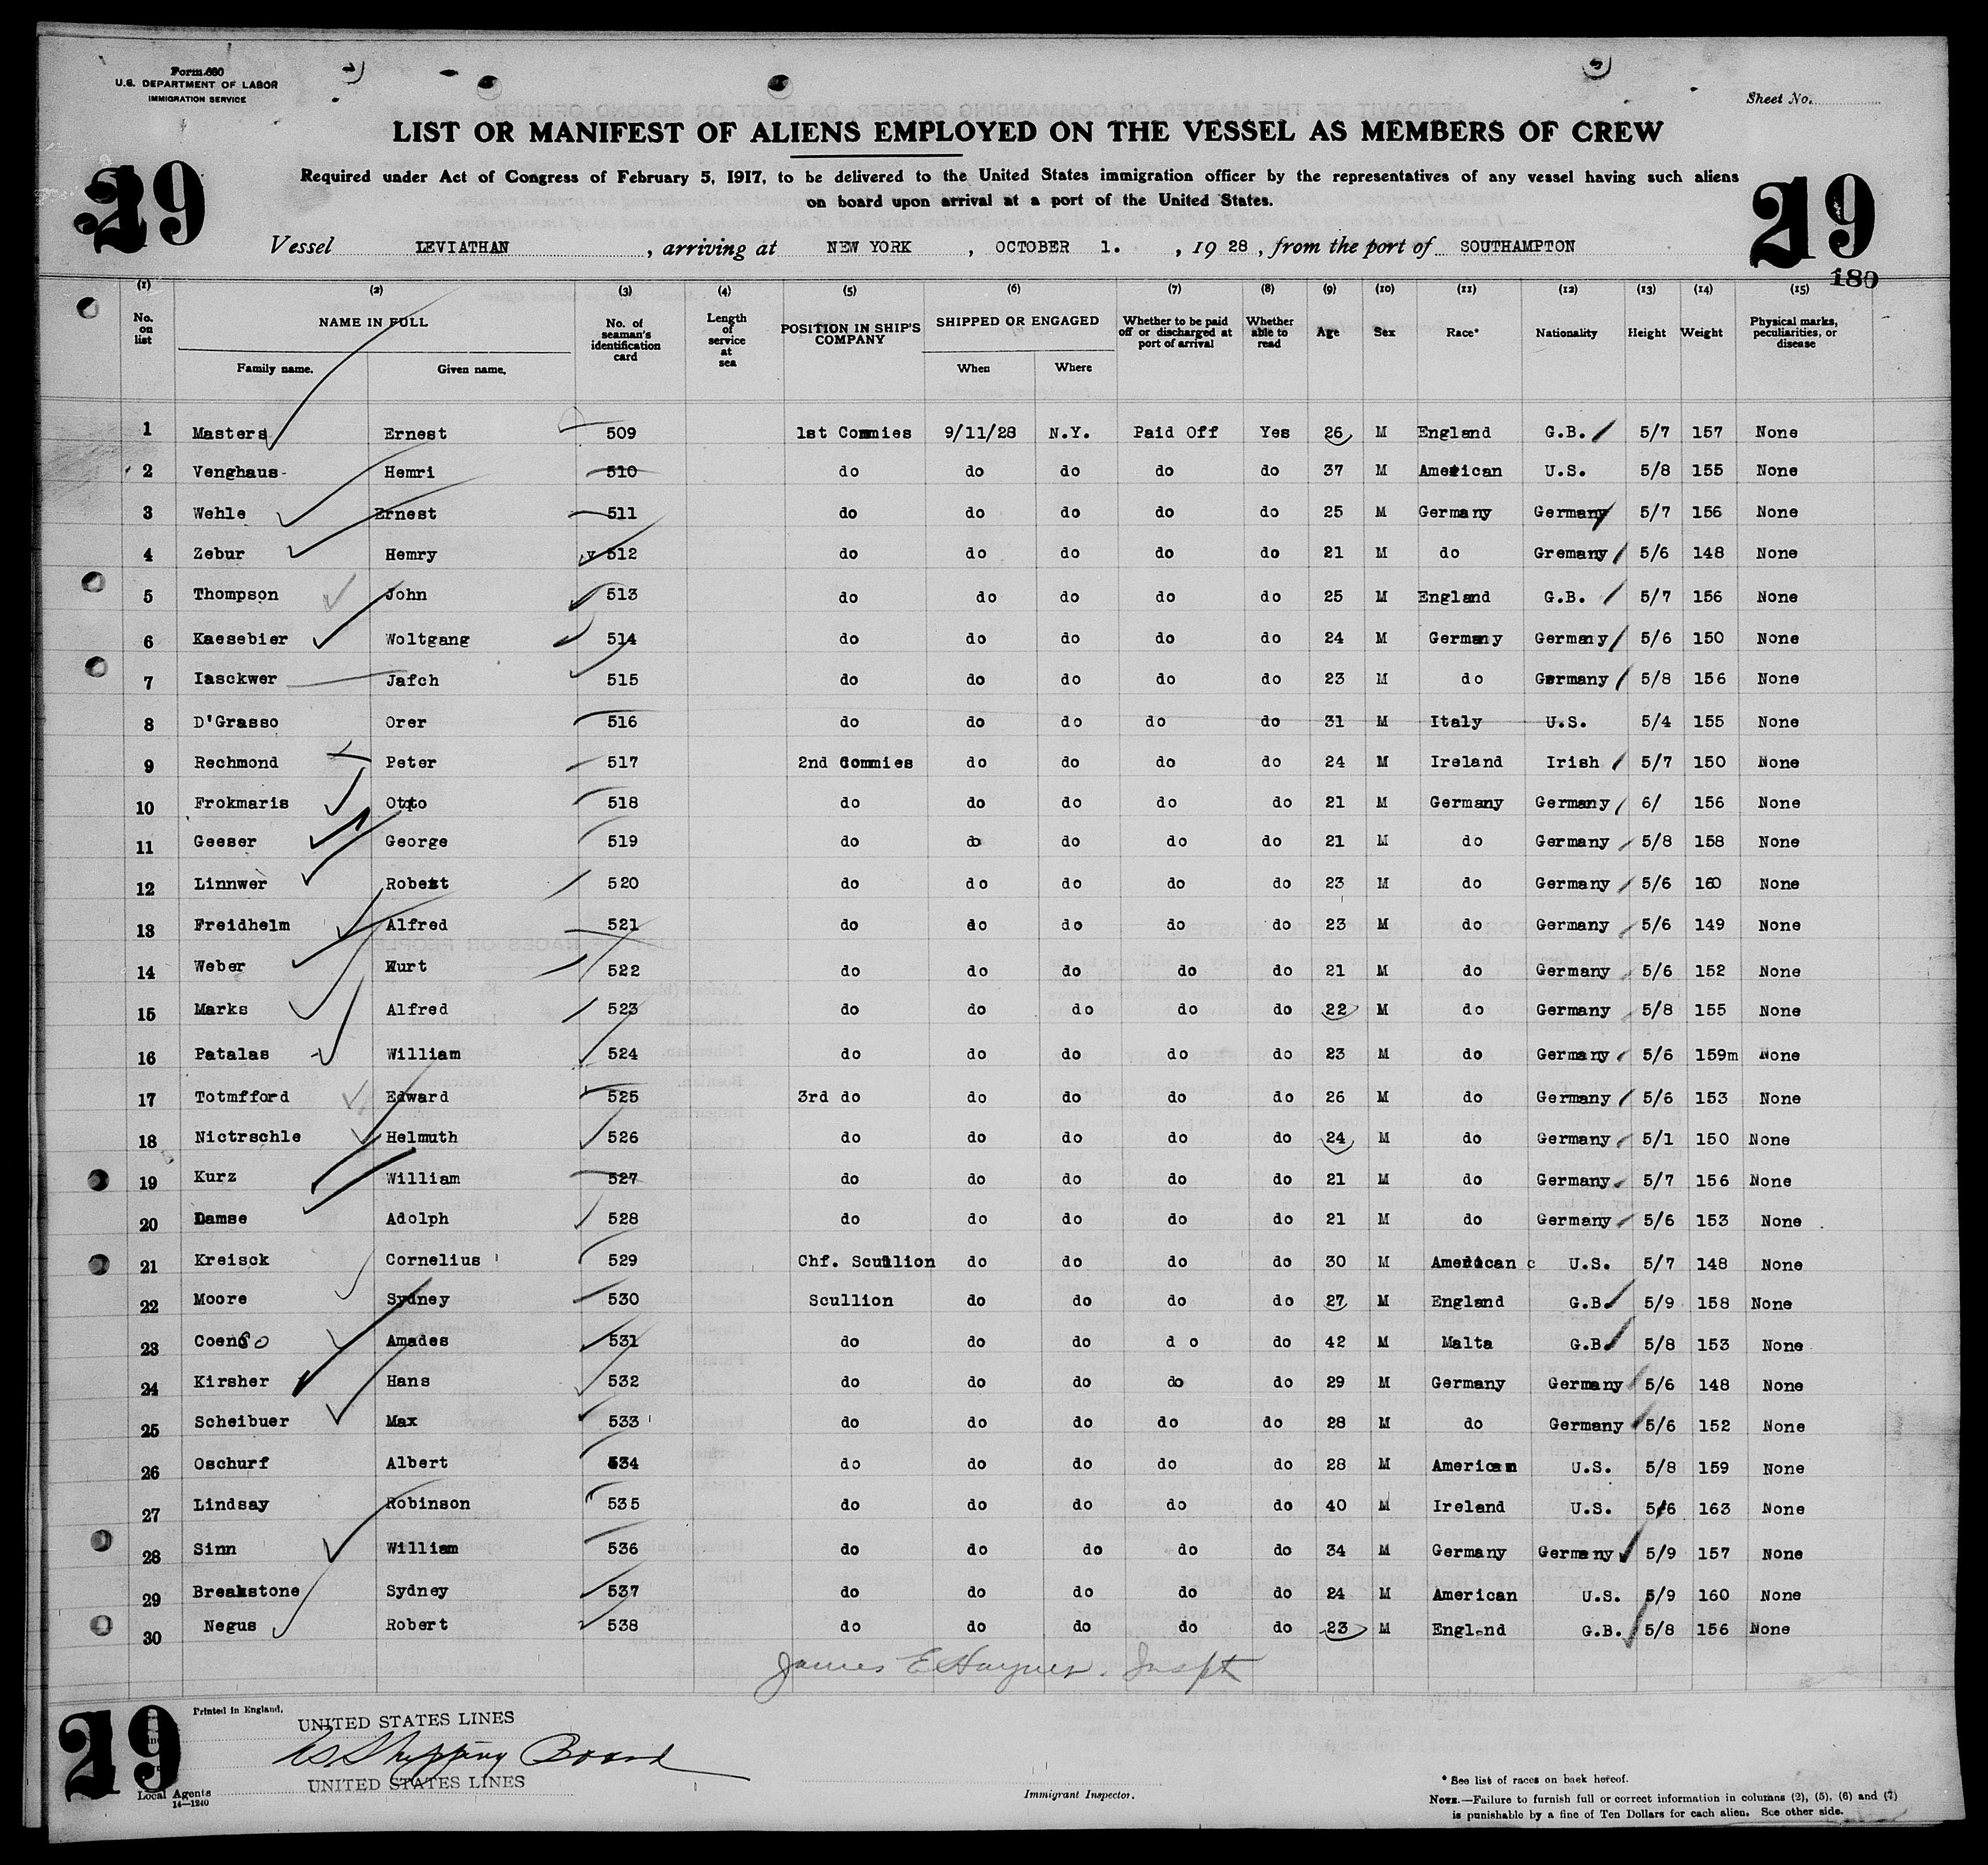 Form 680
U.S. DEPARTMENT OF LABOR
IMMIGRATION SERVICE
Sheet No.
LIST OR MANIFEST OF ALIENS EMPLOYED ON THE VESSEL AS MEMBERS OF CREW
29 29
Required under Act of Congress of February 5, 1917, to be delivered to the United States immigration officer by the representatives of any vessel having such aliens
on board upon arrival at a port of the United States.
Vessel LEVIATHAN, arriving at NEW YORK, OCTOBER 1., 19 28, from the port of SOUTHAMPTON
180
(1) (2) (3) (4) (5) (6) (7) (8) (9) (10) (11) (12) (13) (14) (15)
No. on list NAME IN FULL Family name. Given name. No. of seaman's identification card Length of service at sea POSITION IN SHIP'S COMPANY SHIPPED OR ENGAGED When Where Whether to be paid off or discharged at port of arrival Whether able to read Age Sex Race* Nationality Height Weight Physical marks, peculiarities, or disease
1 Masters Ernest 509 1st Commies 9/11/28 N.Y. Paid Off Yes 26 M England G.B. 5/7 157 None
2 Venghaus- Hemri 510 do do do do do 37 M American U.S. 5/8 155 None
3 Wehle Ernest 511 do do do do do 25 M Germany Germany 5/7 156 None
4 Zebur Hemry 512 do do do do do 21 M do Gremany 5/6 148 None
5 Thompson John 513 do do do do do 25 M England G.B. 5/7 156 None
6 Kaesebier Woltgang 514 do do do do do 24 M Germany Germany 5/6 150 None
7 Iasckwer Jafch 515 do do do do do 23 M do Germany 5/8 156 None
8 D'Grasso Orer 516 do do do do do 31 M Italy U.S. 5/4 155 None
9 Rechmond Peter 517 2nd Commies do do do do 24 M Ireland Irish 5/7 150 None
10 Frokmaris Otto 518 do do do do do 21 M Germany Germany 6/ 156 None
11 Geeser George 519 do do do do do 21 M do Germany 5/8 158 None
12 Linnwer Robert 520 do do do do do 23 M do Germany 5/6 160 None
13 Freidhelm Alfred 521 do do do do do 23 M do Germany 5/6 149 None
14 Weber Kurt 522 do do do do do 21 M do Germany 5/6 152 None
15 Marks Alfred 523 do do do do do 22 M do Germany 5/8 155 None
16 Patalas William 524 do do do do do 23 M do Germany 5/6 159m None
17 Totmfford Edward 525 3rd do do do do do 26 M do Germany 5/6 153 None
18 Nictrschle Helmuth 526 do do do do do 24 M do Germany 5/1 150 None
19 Kurz William 527 do do do do do 21 M do Germany 5/7 156 None
20 Damse Adolph 528 do do do do do 21 M do Germany 5/6 153 None
21 Kreisck Cornelius 529 Chf. Scullion do do do do 30 M American c U.S. 5/7 148 None
22 Moore Sydney 530 Scullion do do do do 27 M England G.B. 5/9 158 None
23 Coen Amades 531 do do do do do 42 M Malta G.B. 5/8 153 None
24 Kirsher Hans 532 do do do do do 29 M Germany Germany 5/6 148 None
25 Scheibuer Max 533 do do do do do 28 M do Germany 5/6 152 None
26 Oschurf Albert 534 do do do do do 28 M American U.S. 5/8 159 None
27 Lindsay Robinson 535 do do do do do 40 M Ireland U.S. 5/6 163 None
28 Sinn William 536 do do do do do 34 M Germany Germany 5/9 157 None
29 Breakstone Sydney 537 do do do do do 24 M American U.S. 5/9 160 None
30 Negus Robert 538 do do do do do 23 M England G.B. 5/8 156 None
James E Inspt
29
Printed in England.
UNITED STATES LINES
U.S. Shipping Board
UNITED STATES LINES
Local Agents
14—1240
Immigrant Inspector.
* See list of races on back hereof.
NOTE.—Failure to furnish full or correct information in columns (2), (5), (6) and (7)
is punishable by a fine of Ten Dollars for each alien. See other side.